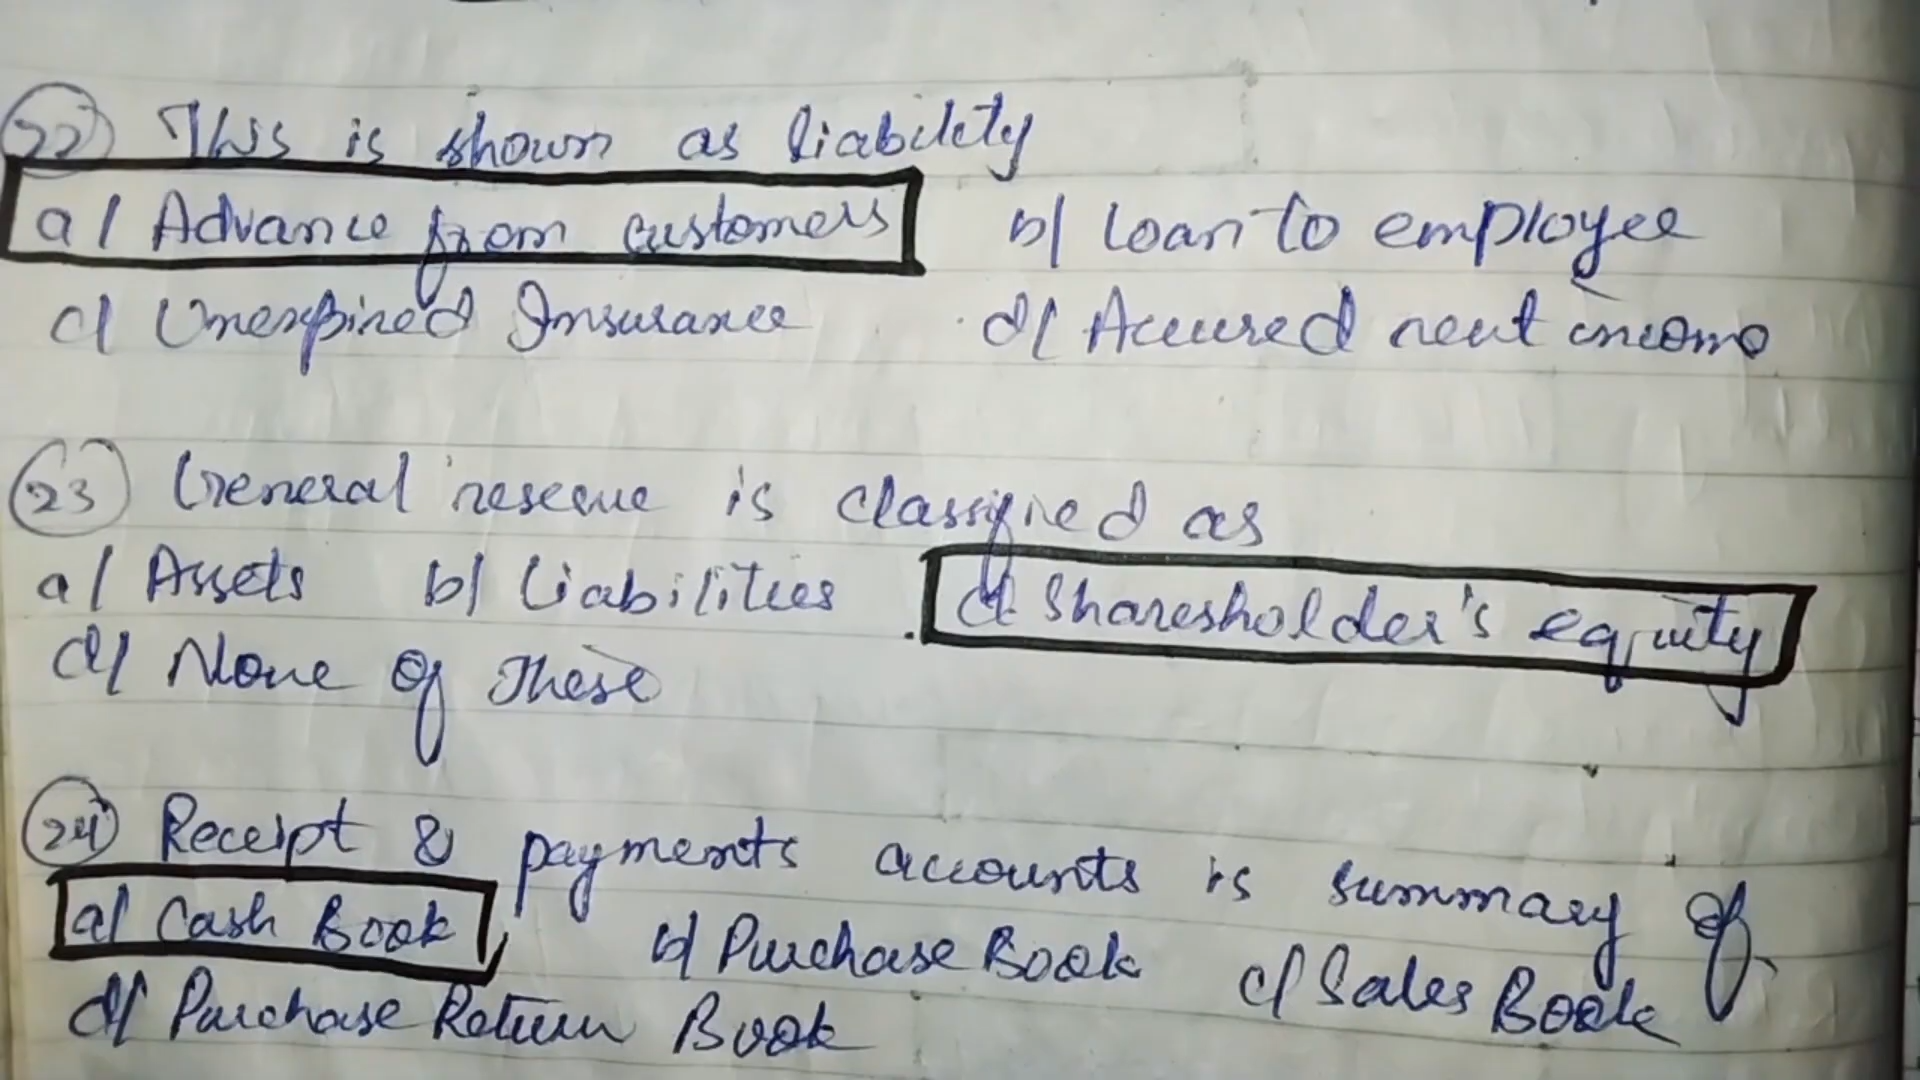 22 This is shown as liability
a) Advance from customers b) Loan to employee
c) Unexpired Insurance d) Accured rent income
23 General reserve is classified as
a) Assets b) Liabilities c) Sharesholder's equity
d) None of These
24 Receipt & payments accounts is summary of
a) Cash Book b) Purchase Book c) Sales Book
d) Purchase Return Book